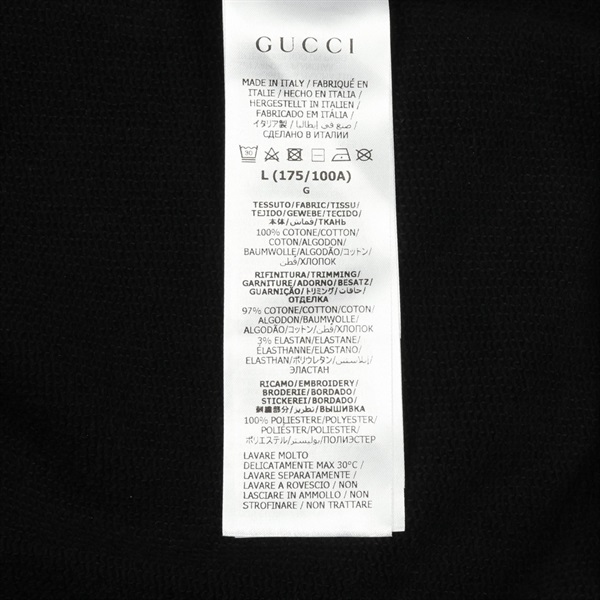 GUCCI
MADE IN ITALY / FABRIQUÉ EN
ITALIE / HECHO EN ITALIA /
HERGESTELLT IN ITALIEN /
FABRICADO EM ITÁLIA /
イタリア製 / صنع في إيطاليا /
СДЕЛАНО В ИТАЛИИ
30
L (175/100A)
G
TESSUTO/FABRIC/TISSU/
TEJIDO/GEWEBE/TECIDO/
本体/قماش/ТКАНЬ
100% COTONE/COTTON/
COTON/ALGODON/
BAUMWOLLE/ALGODÃO/コットン/
قطن/ХЛОПОК
RIFINITURA/TRIMMING/
GARNITURE/ADORNO/BESATZ/
GUARNIÇÃO/トリミング/حافات/
ОТДЕЛКА
97% COTONE/COTTON/COTON/
ALGODON/BAUMWOLLE/
ALGODÃO/コットン/قطن/ХЛОПОК
3% ELASTAN/ELASTANE/
ÉLASTHANNE/ELASTANO/
ELASTHAN/ポリウレタン/إيلاستين/
ЭЛАСТАН
RICAMO/EMBROIDERY/
BRODERIE/BORDADO/
STICKEREI/BORDADO/
刺繍部分/تطريز/ВЫШИВКА
100% POLIESTERE/POLYESTER/
POLYESTER/POLIÉSTER/
POLYESTER/POLIÉSTER/
ポリエステル/بوليستر/ПОЛИЭСТЕР
LAVARE MOLTO
DELICATAMENTE MAX 30°C /
LAVARE SEPARATAMENTE /
LAVARE A ROVESCIO / NON
LASCIARE IN AMMOLLO / NON
STROFINARE / NON TRATTARE